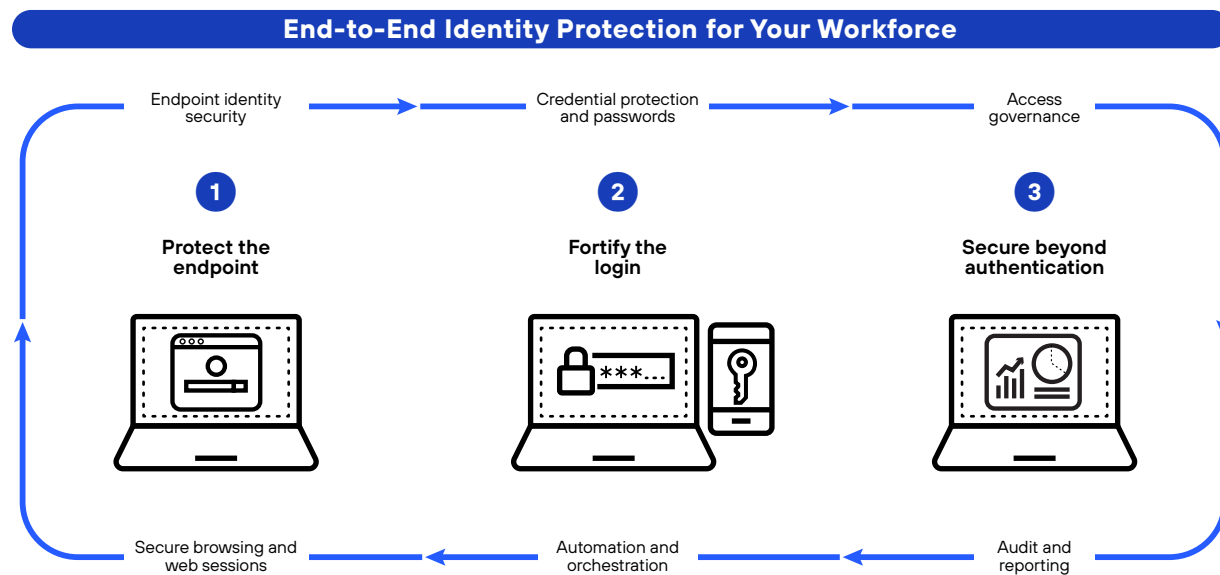 End-to-End Identity Protection for Your Workforce
Endpoint identity
security
Credential protection
and passwords
Access
governance
1
2
3
Protect the
endpoint
Fortify the
login
Secure beyond
authentication
***...
Secure browsing and
web sessions
Automation and
orchestration
Audit and
reporting